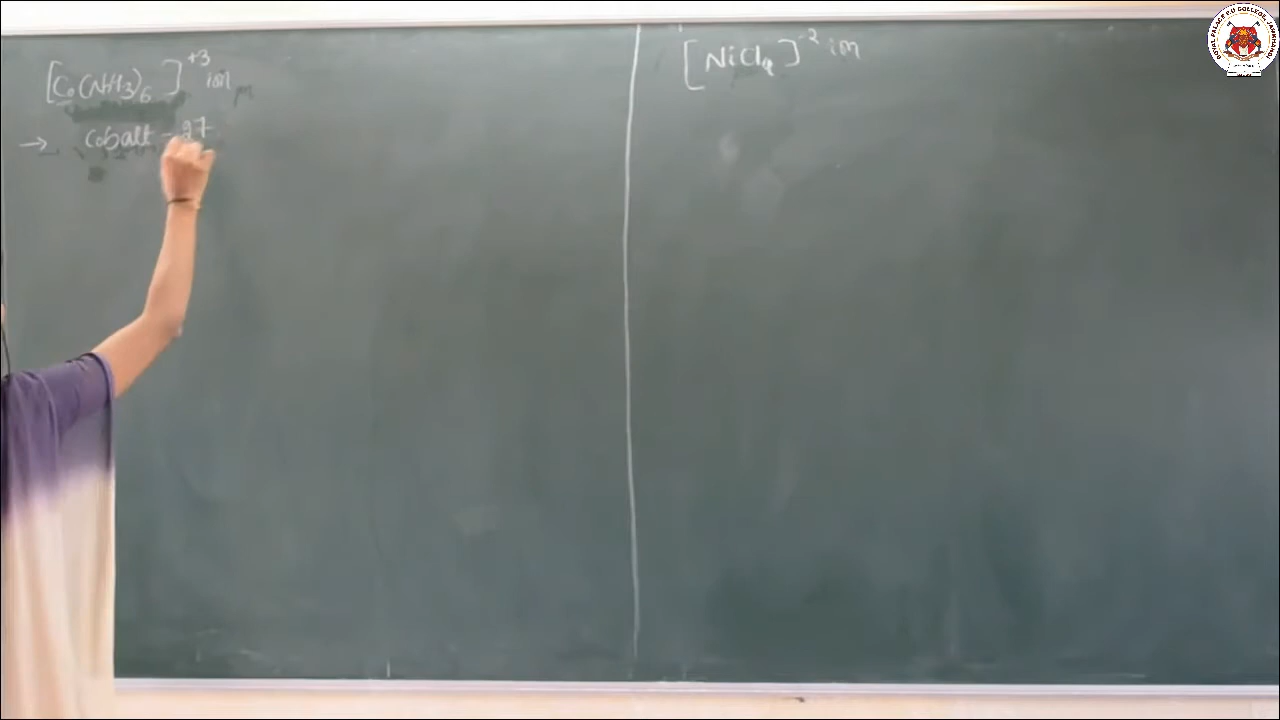 [Co(NH3)6]+3 ion
→ Cobalt - 27
[NiCl4]-2 ion